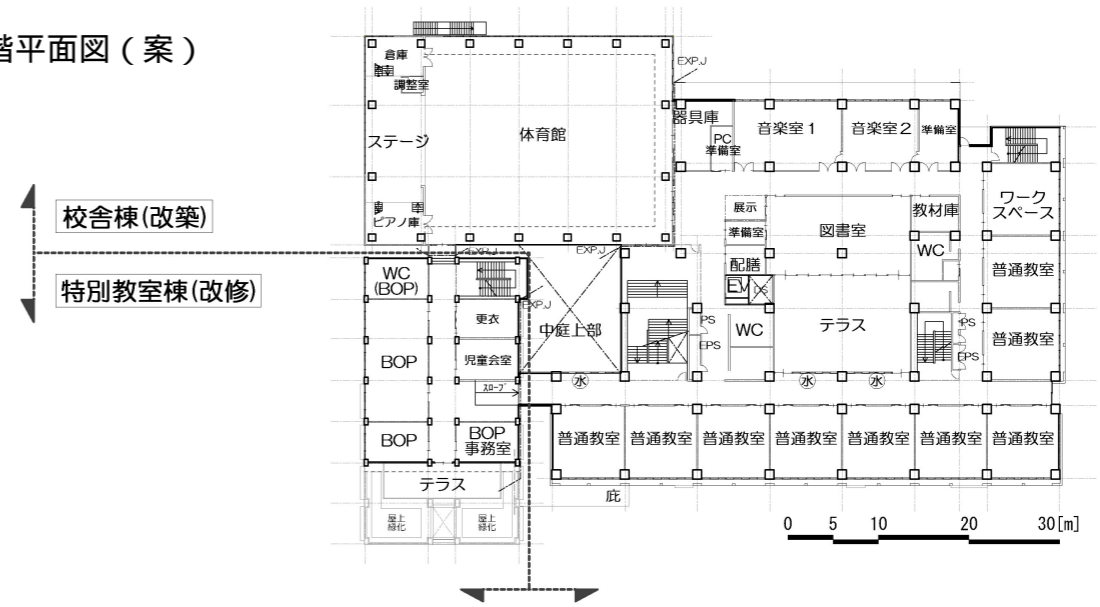 階平面図（案）
倉庫
調整室
EXP.J
ステージ
体育館
器具庫
PC
準備室
音楽室１
音楽室２
準備室
校舎棟(改築)
特別教室棟(改修)
ピアノ庫
EXP.J
EXP.J
展示
準備室
配膳
EV
DS
図書室
教材庫
WC
ワーク
スペース
普通教室
普通教室
WC
(BOP)
更衣
EXP.J
中庭上部
PS
EPS
WC
テラス
PS
EPS
BOP
児童会室
スロープ
水
水
水
BOP
BOP
事務室
普通教室
普通教室
普通教室
普通教室
普通教室
普通教室
普通教室
テラス
庇
屋上
緑化
屋上
緑化
0 5 10 20 30[m]